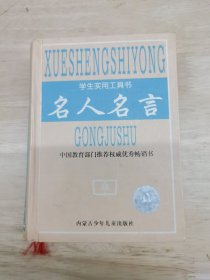 XUESHENGSHIYONG
学生实用工具书
名人名言
GONGJUSHU
中国教育部门推荐权威优秀畅销书
内蒙古少年儿童出版社